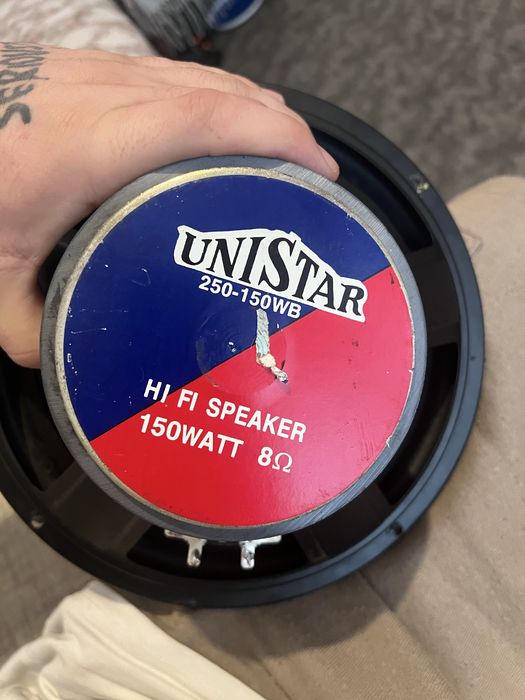 UNISTAR
250-150WB
HI FI SPEAKER
150WATT 8Ω